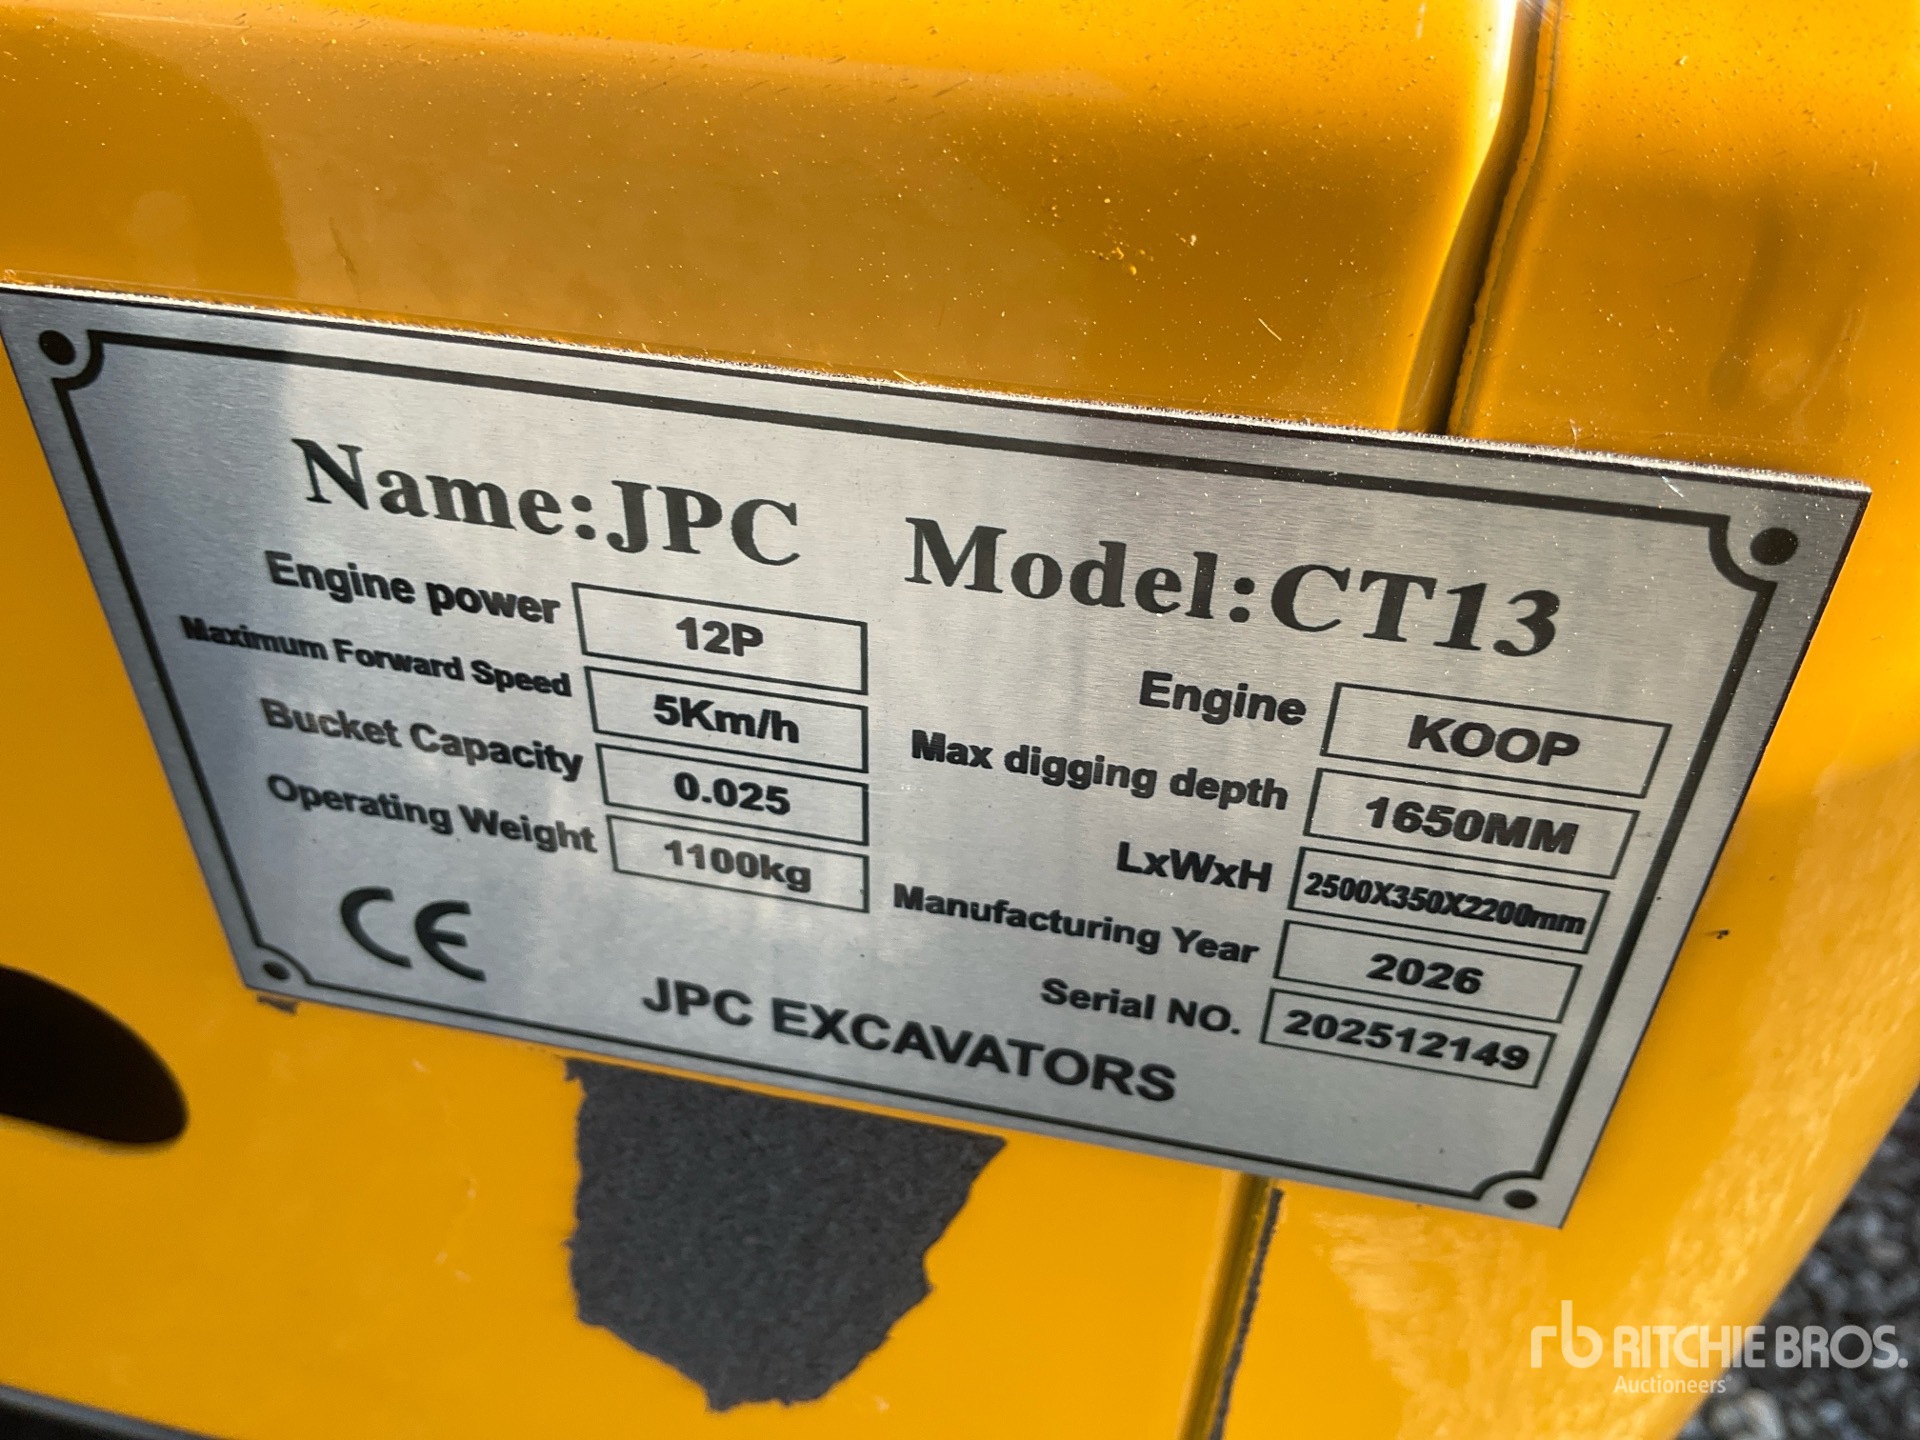 Name:JPC Model:CT13
Engine power 12P
Maximum Forward Speed 5Km/h
Bucket Capacity 0.025
Operating Weight 1100kg
Engine KOOP
Max digging depth 1650MM
LxWxH 2500X350X2200mm
Manufacturing Year 2026
Serial NO. 202512149
CE
JPC EXCAVATORS
rb RITCHIE BROS.
Auctioneers